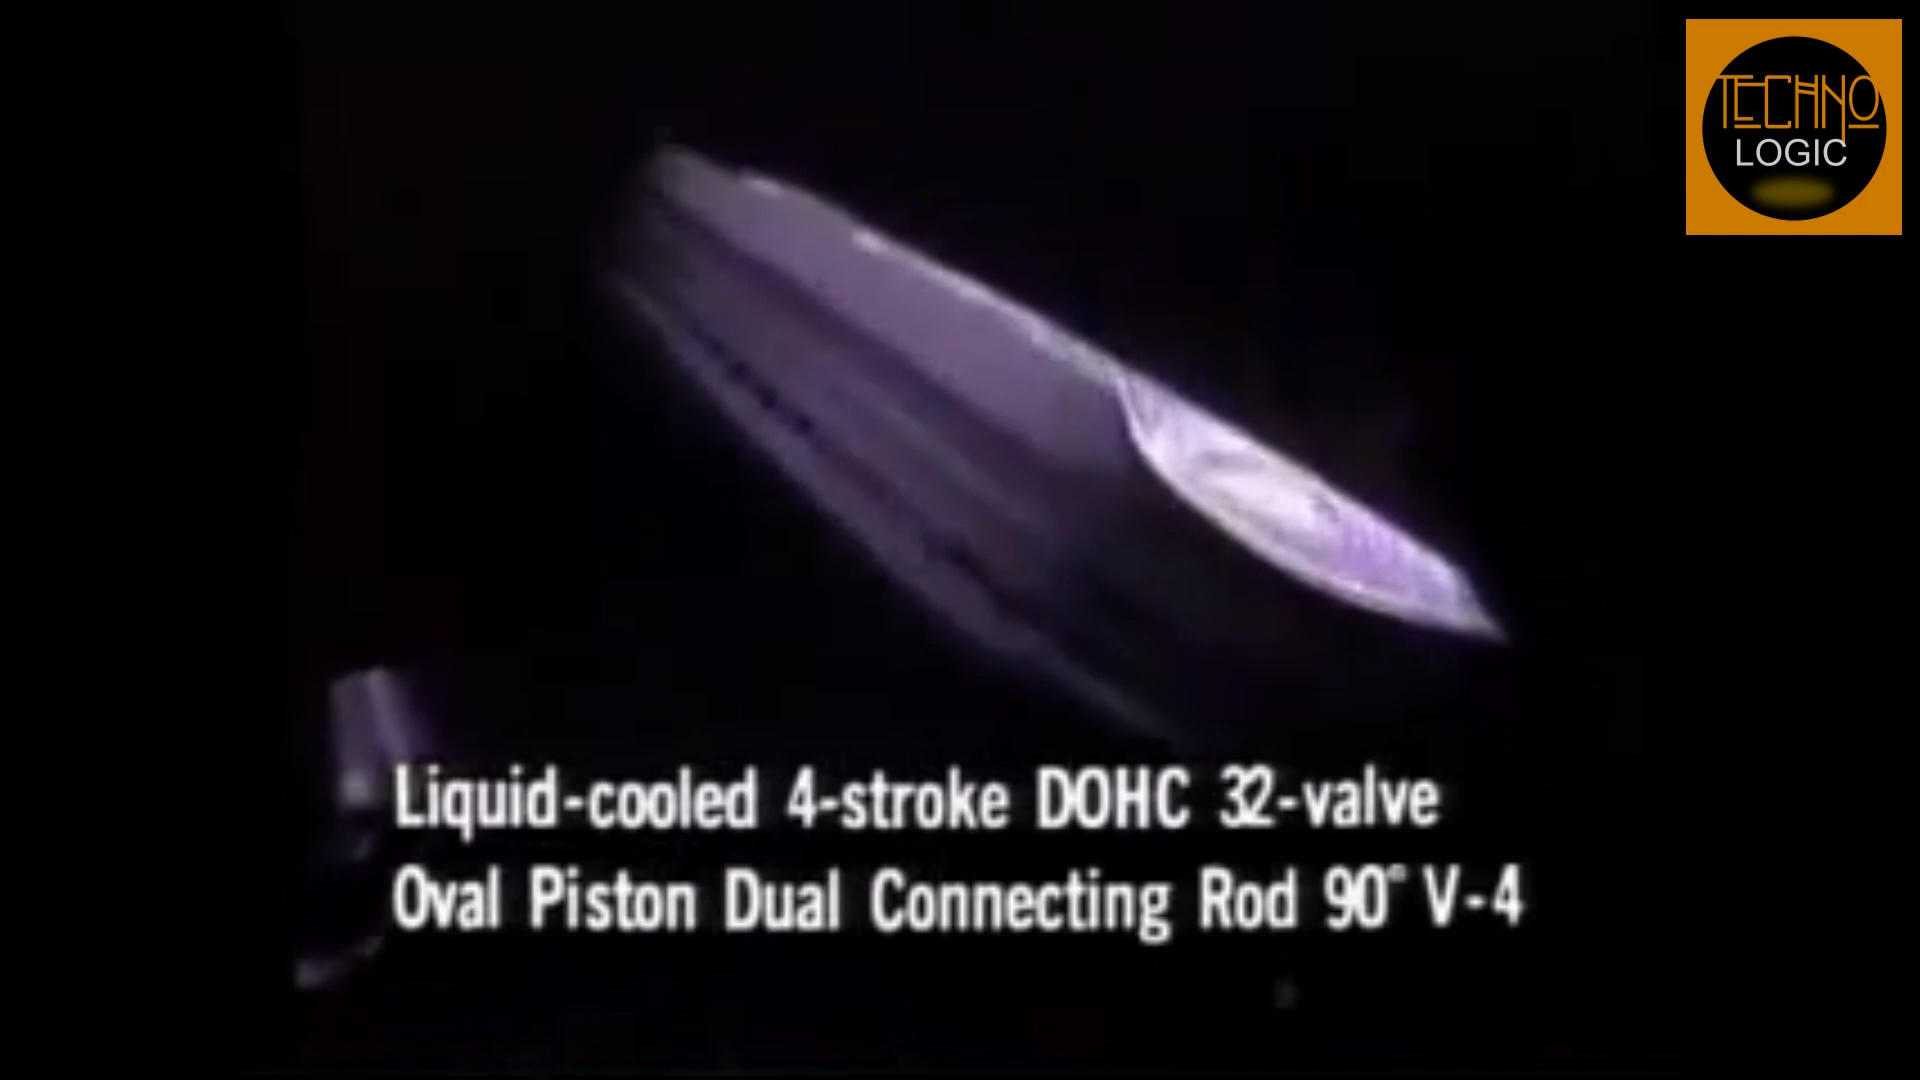 TECHNO
LOGIC
Liquid-cooled 4-stroke DOHC 32-valve
Oval Piston Dual Connecting Rod 90° V-4